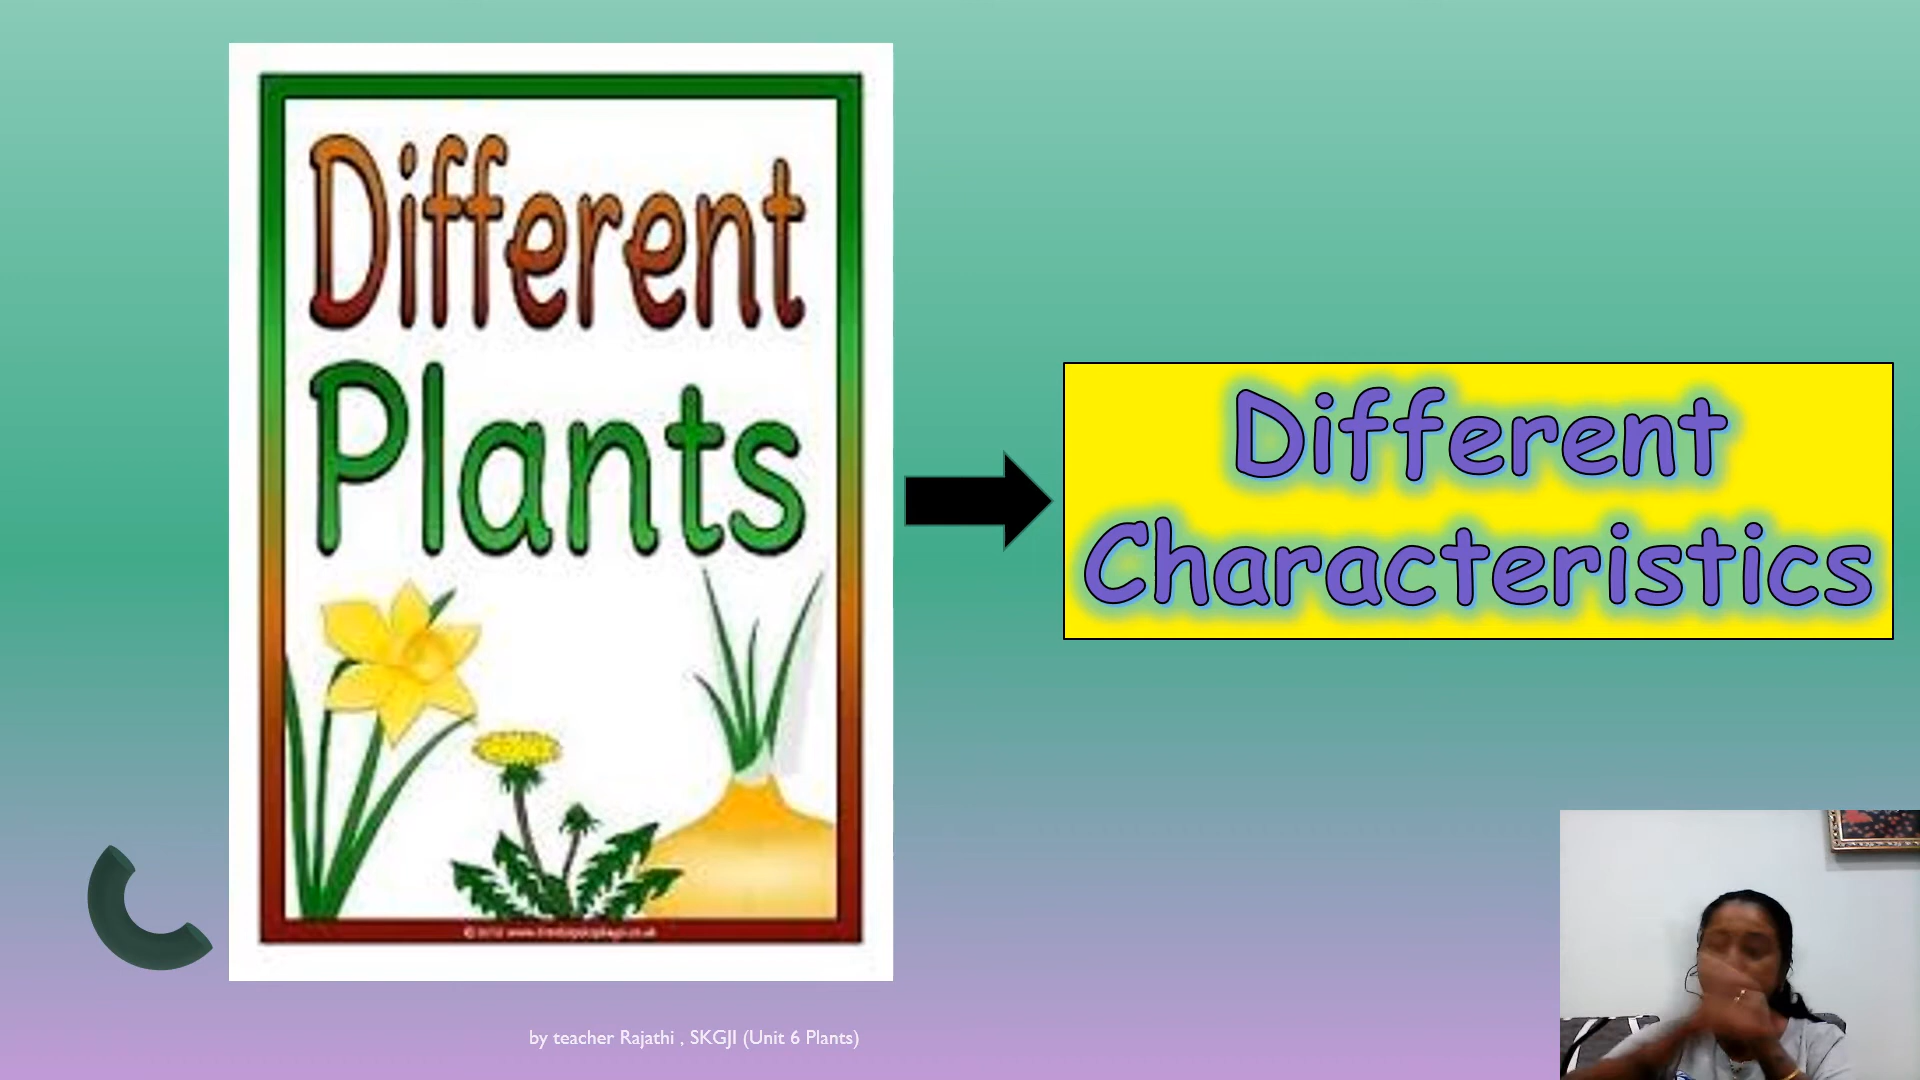 Different
Plants
Different
Characteristics
by teacher Rajathi , SKGJI (Unit 6 Plants)